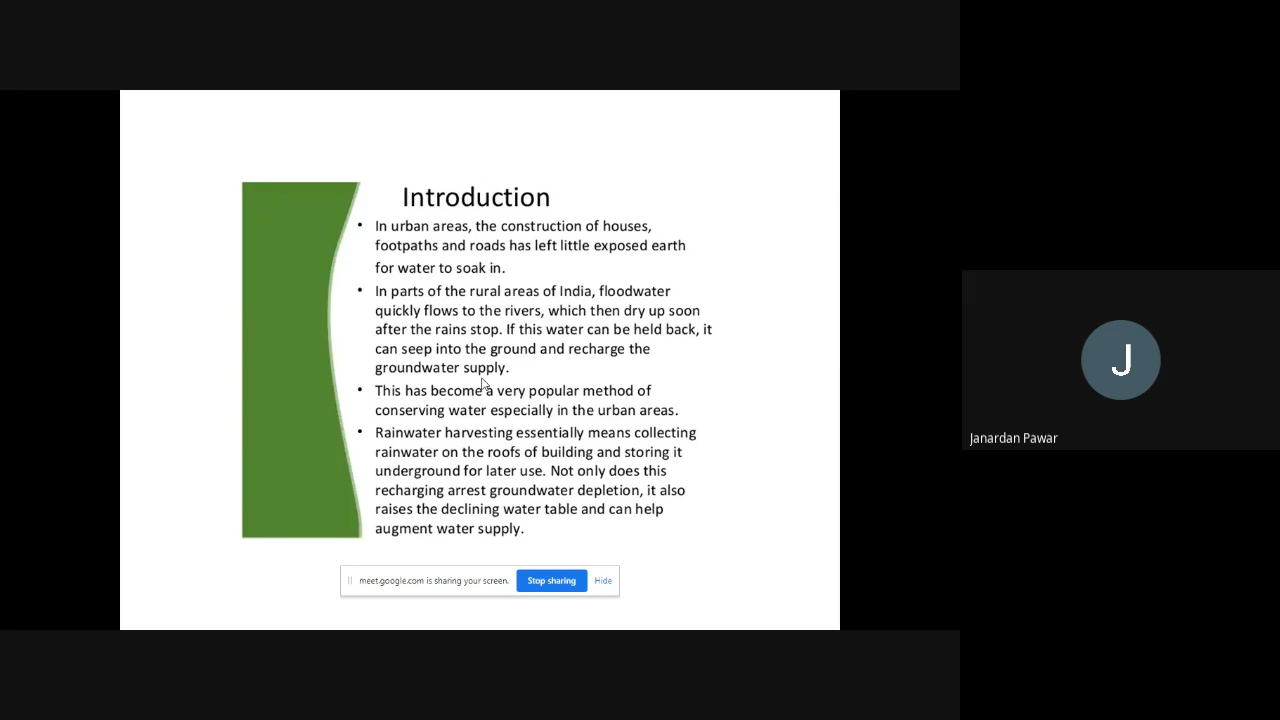 Introduction
• In urban areas, the construction of houses,
footpaths and roads has left little exposed earth
for water to soak in.
• In parts of the rural areas of India, floodwater
quickly flows to the rivers, which then dry up soon
after the rains stop. If this water can be held back, it
can seep into the ground and recharge the
groundwater supply.
• This has become a very popular method of
conserving water especially in the urban areas.
• Rainwater harvesting essentially means collecting
rainwater on the roofs of building and storing it
underground for later use. Not only does this
recharging arrest groundwater depletion, it also
raises the declining water table and can help
augment water supply.
meet.google.com is sharing your screen. Stop sharing Hide
J
Janardan Pawar